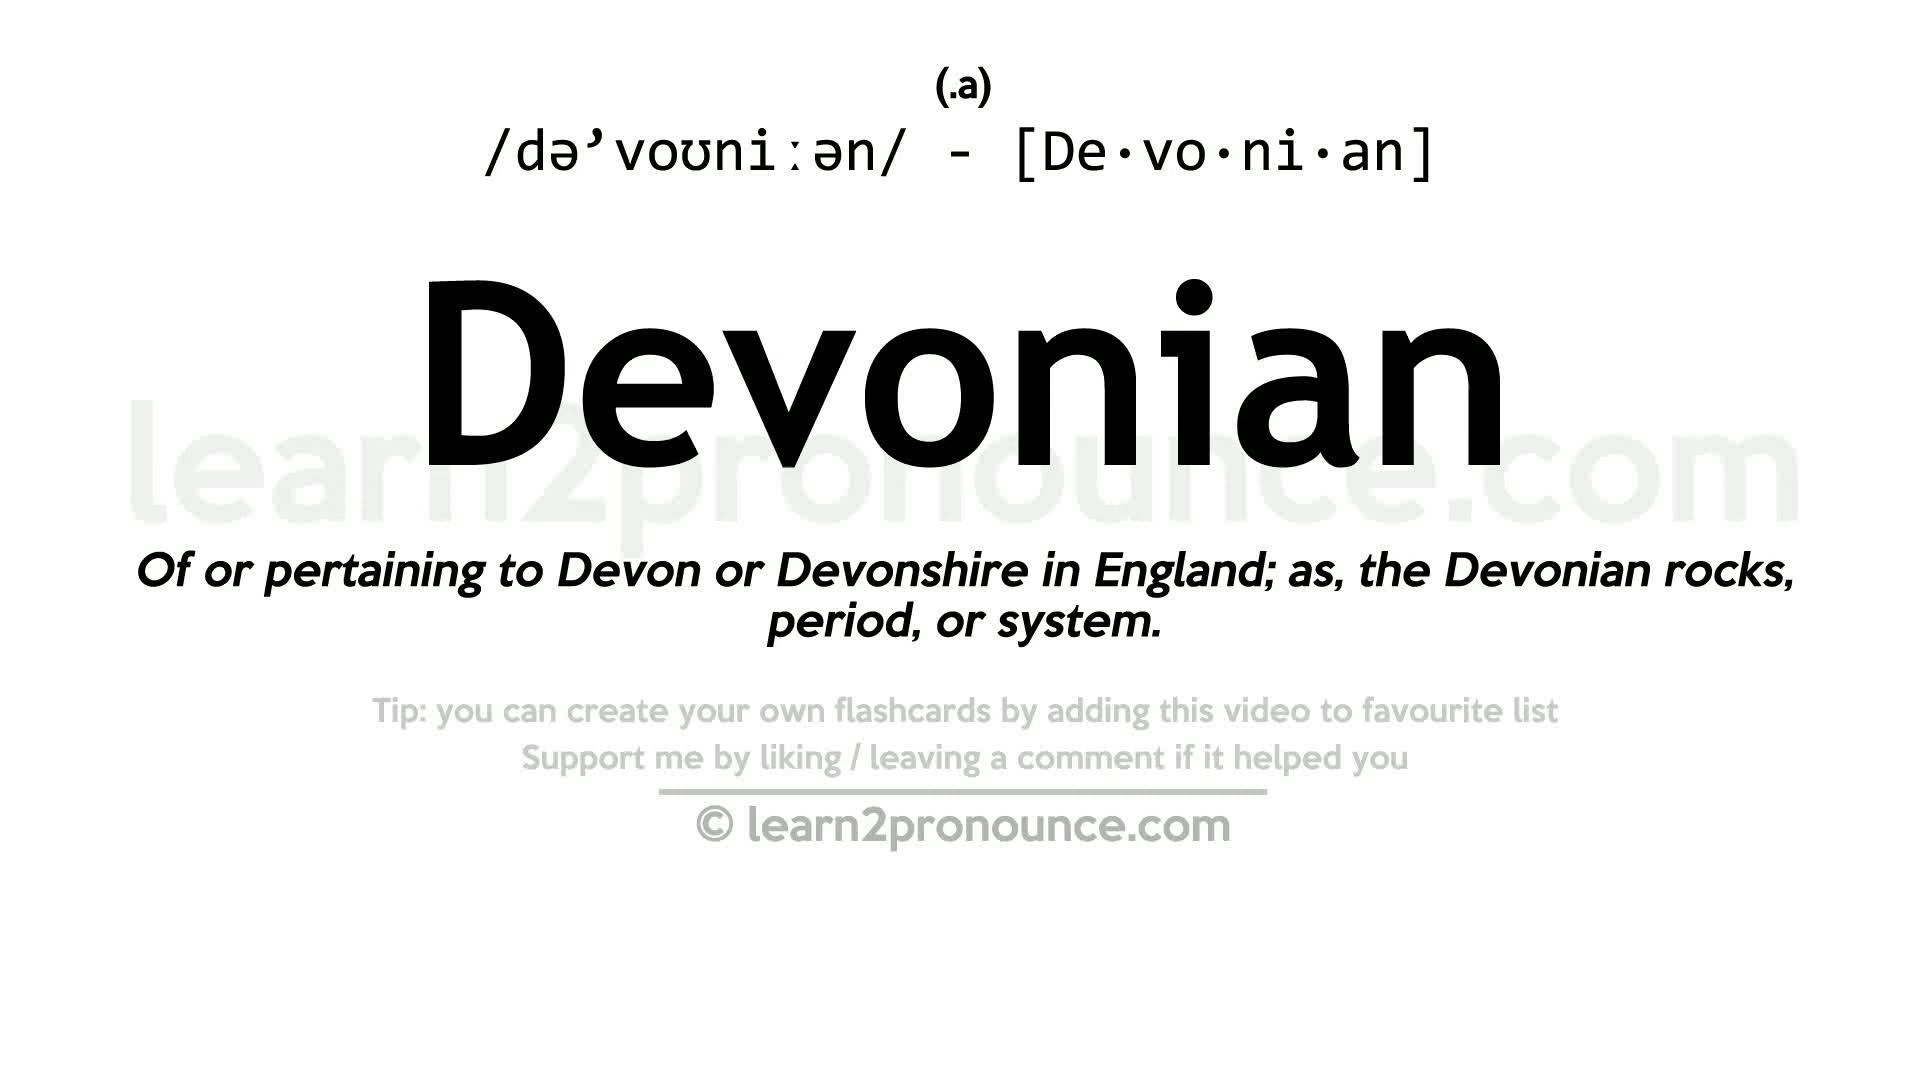 (.a)
/dəʼvoʊniːən/ - [De·vo·ni·an]
Devonian
learn2pronounce.com
Of or pertaining to Devon or Devonshire in England; as, the Devonian rocks,
period, or system.
Tip: you can create your own flashcards by adding this video to favourite list
Support me by liking / leaving a comment if it helped you
© learn2pronounce.com